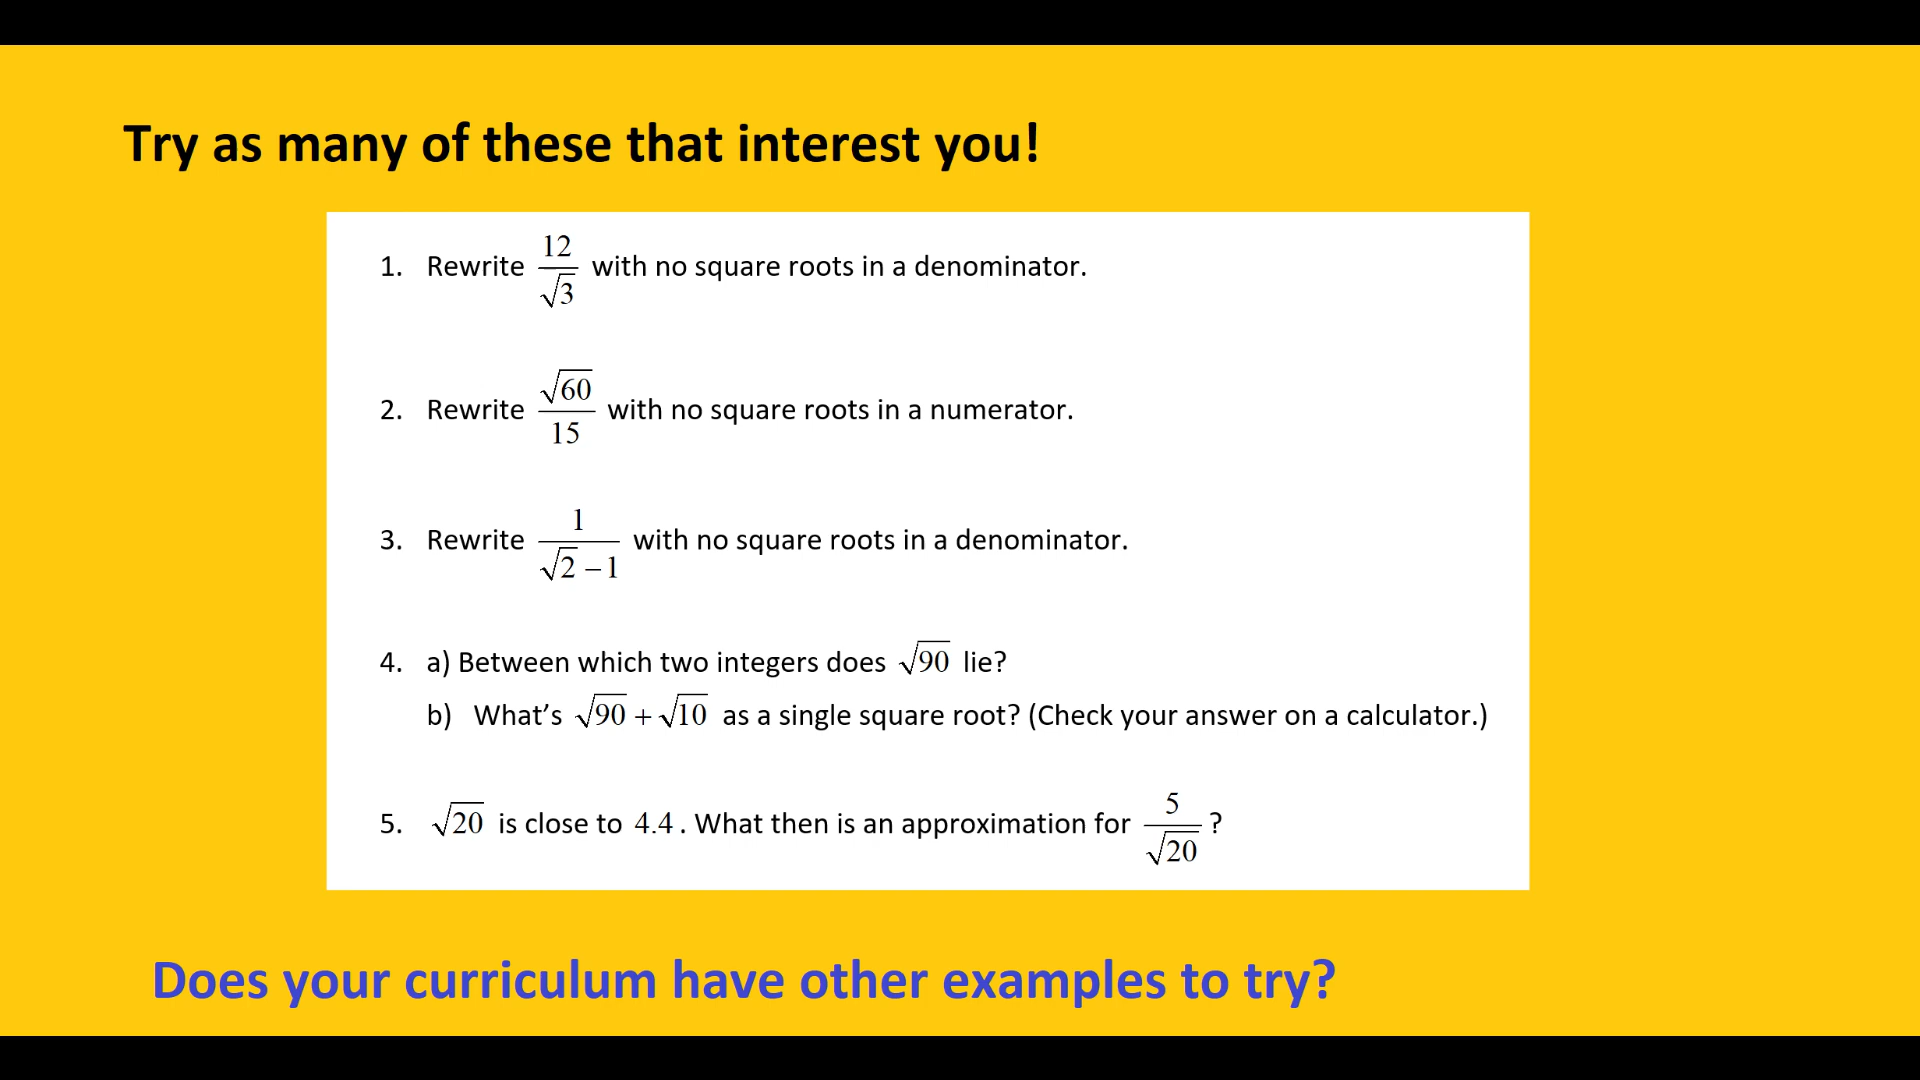 Try as many of these that interest you!
1. Rewrite 12/√3 with no square roots in a denominator.
2. Rewrite √60/15 with no square roots in a numerator.
3. Rewrite 1/(√2 − 1) with no square roots in a denominator.
4. a) Between which two integers does √90 lie?
b) What’s √90 + √10 as a single square root? (Check your answer on a calculator.)
5. √20 is close to 4.4. What then is an approximation for 5/√20 ?
Does your curriculum have other examples to try?